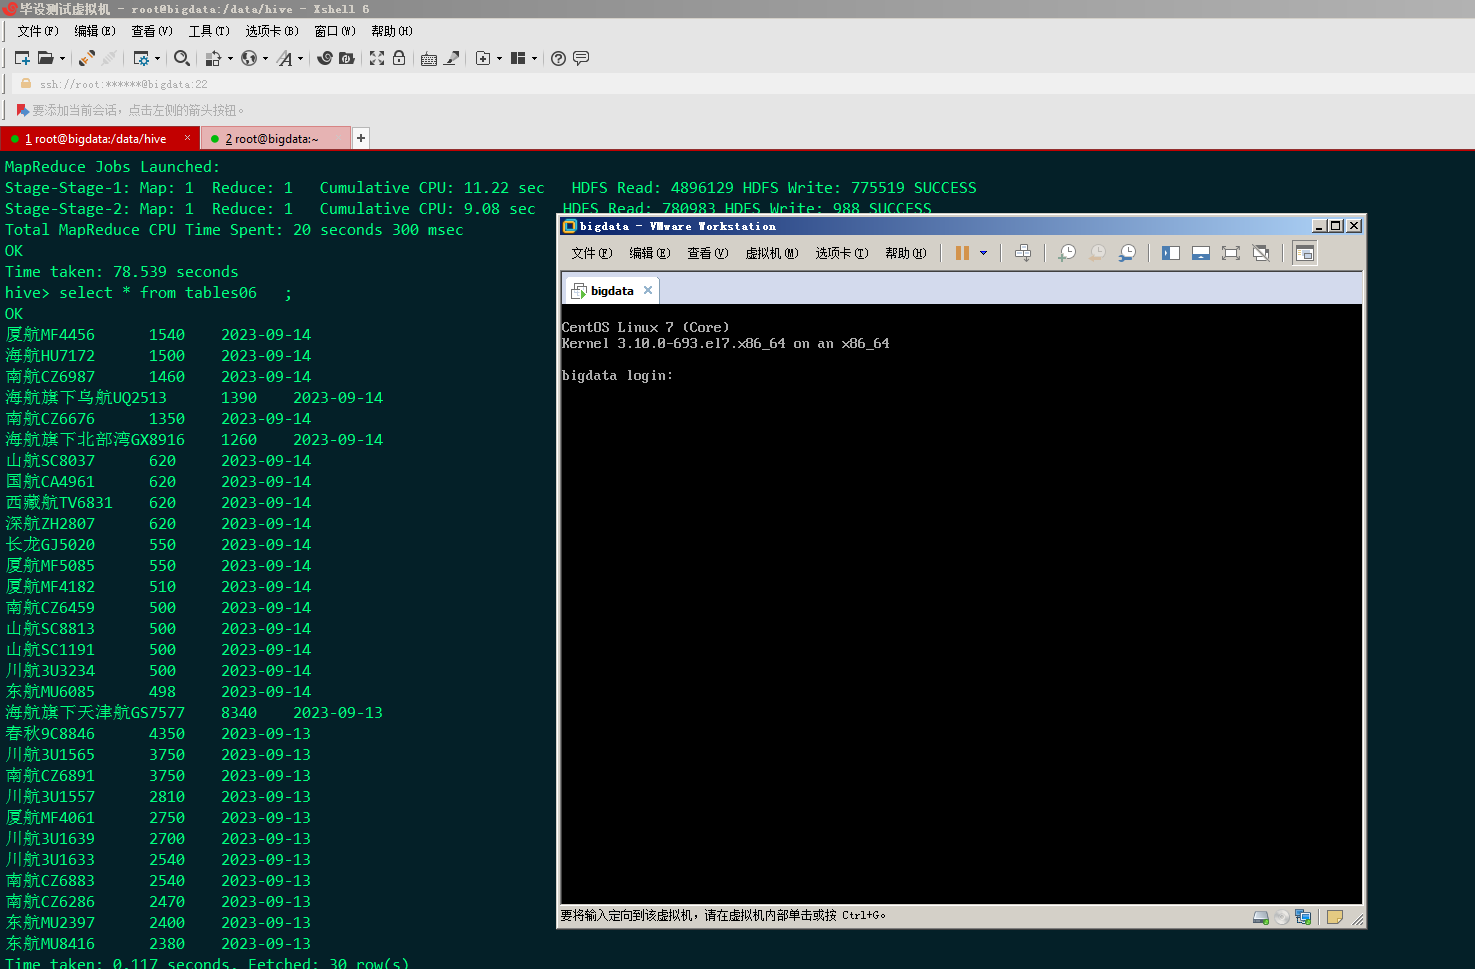 毕设测试虚拟机 - root@bigdata:/data/hive - Xshell 6
文件(F) 编辑(E) 查看(V) 工具(T) 选项卡(B) 窗口(W) 帮助(H)
ssh://root:******@bigdata:22
要添加当前会话，点击左侧的箭头按钮。
1 root@bigdata:/data/hive × 2 root@bigdata:~ +
MapReduce Jobs Launched:
Stage-Stage-1: Map: 1 Reduce: 1 Cumulative CPU: 11.22 sec HDFS Read: 4896129 HDFS Write: 775519 SUCCESS
Stage-Stage-2: Map: 1 Reduce: 1 Cumulative CPU: 9.08 sec HDFS Read: 780983 HDFS Write: 988 SUCCESS
Total MapReduce CPU Time Spent: 20 seconds 300 msec
OK
Time taken: 78.539 seconds
hive> select * from tables06 ;
OK
厦航MF4456 1540 2023-09-14
海航HU7172 1500 2023-09-14
南航CZ6987 1460 2023-09-14
海航旗下乌航UQ2513 1390 2023-09-14
南航CZ6676 1350 2023-09-14
海航旗下北部湾GX8916 1260 2023-09-14
山航SC8037 620 2023-09-14
国航CA4961 620 2023-09-14
西藏航TV6831 620 2023-09-14
深航ZH2807 620 2023-09-14
长龙GJ5020 550 2023-09-14
厦航MF5085 550 2023-09-14
厦航MF4182 510 2023-09-14
南航CZ6459 500 2023-09-14
山航SC8813 500 2023-09-14
山航SC1191 500 2023-09-14
川航3U3234 500 2023-09-14
东航MU6085 498 2023-09-14
海航旗下天津航GS7577 8340 2023-09-13
春秋9C8846 4350 2023-09-13
川航3U1565 3750 2023-09-13
南航CZ6891 3750 2023-09-13
川航3U1557 2810 2023-09-13
厦航MF4061 2750 2023-09-13
川航3U1639 2700 2023-09-13
川航3U1633 2540 2023-09-13
南航CZ6883 2540 2023-09-13
南航CZ6286 2470 2023-09-13
东航MU2397 2400 2023-09-13
东航MU8416 2380 2023-09-13
Time taken: 0.117 seconds, Fetched: 30 row(s)
bigdata - VMware Workstation
文件(F) 编辑(E) 查看(V) 虚拟机(M) 选项卡(T) 帮助(H)
bigdata ×
CentOS Linux 7 (Core)
Kernel 3.10.0-693.el7.x86_64 on an x86_64
bigdata login:
要将输入定向到该虚拟机，请在虚拟机内部单击或按 Ctrl+G。